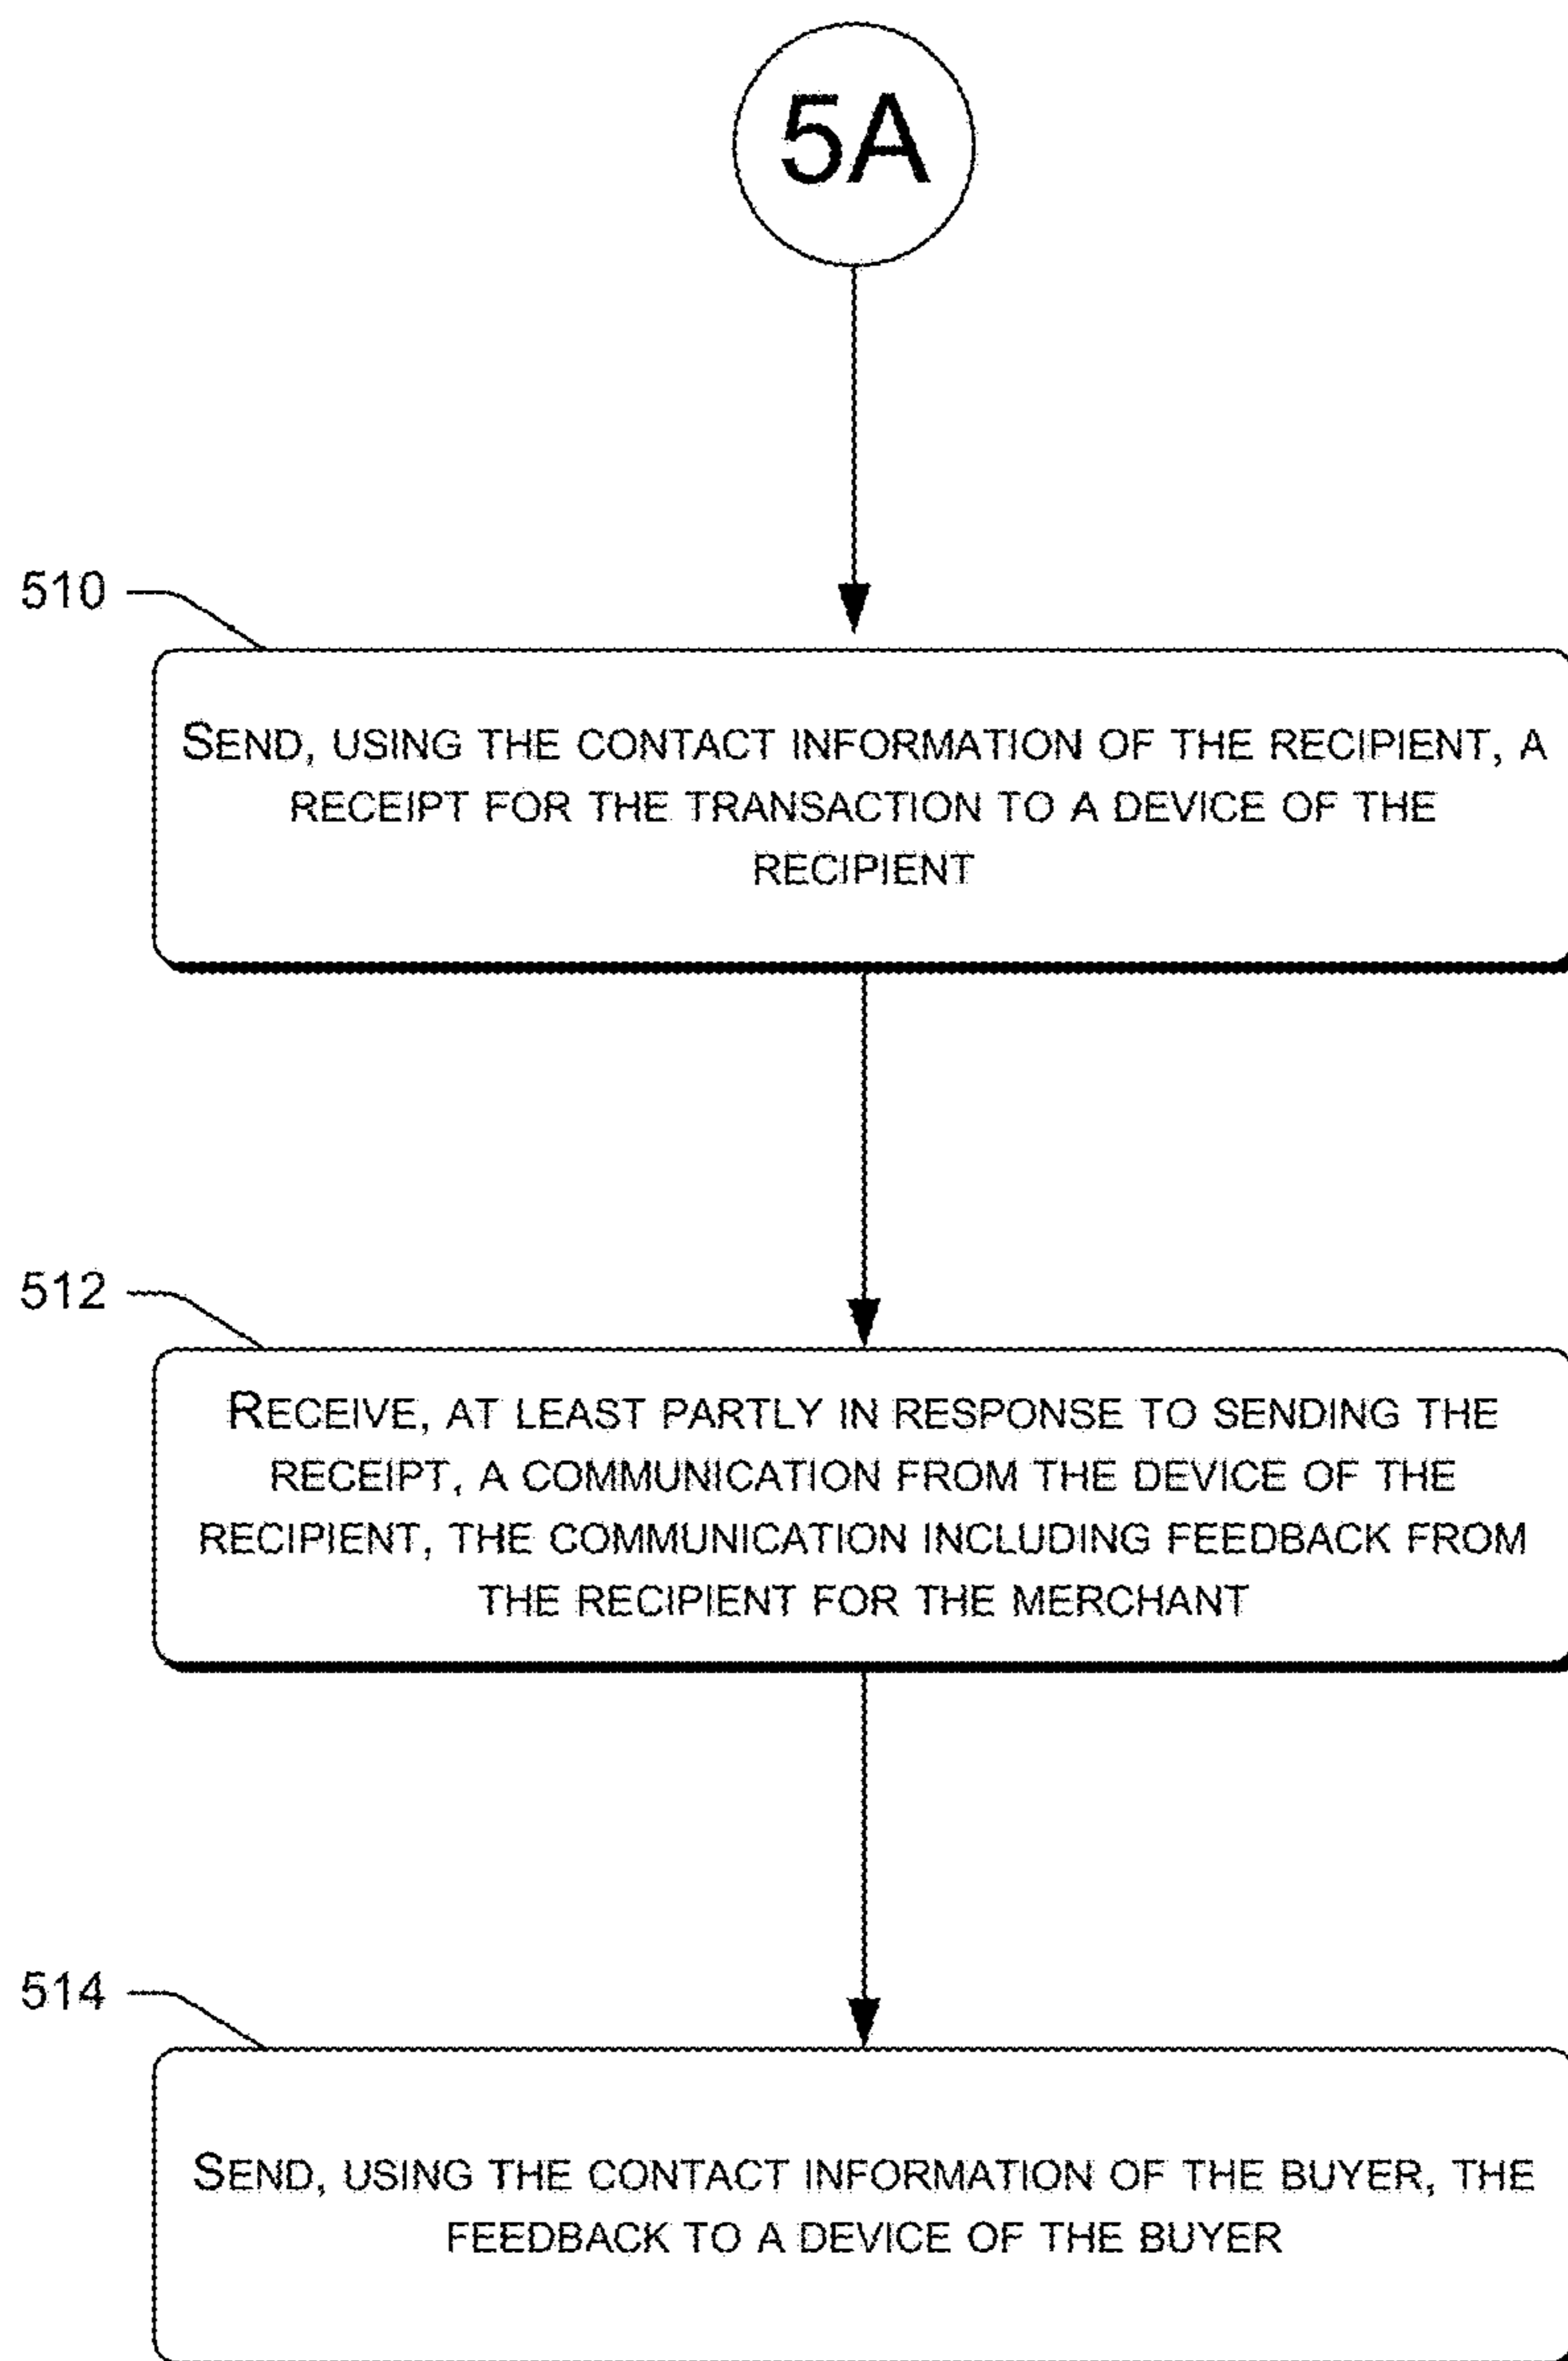 5A
510
SEND, USING THE CONTACT INFORMATION OF THE RECIPIENT, A
RECEIPT FOR THE TRANSACTION TO A DEVICE OF THE
RECIPIENT
512
RECEIVE, AT LEAST PARTLY IN RESPONSE TO SENDING THE
RECEIPT, A COMMUNICATION FROM THE DEVICE OF THE
RECIPIENT, THE COMMUNICATION INCLUDING FEEDBACK FROM
THE RECIPIENT FOR THE MERCHANT
514
SEND, USING THE CONTACT INFORMATION OF THE BUYER, THE
FEEDBACK TO A DEVICE OF THE BUYER